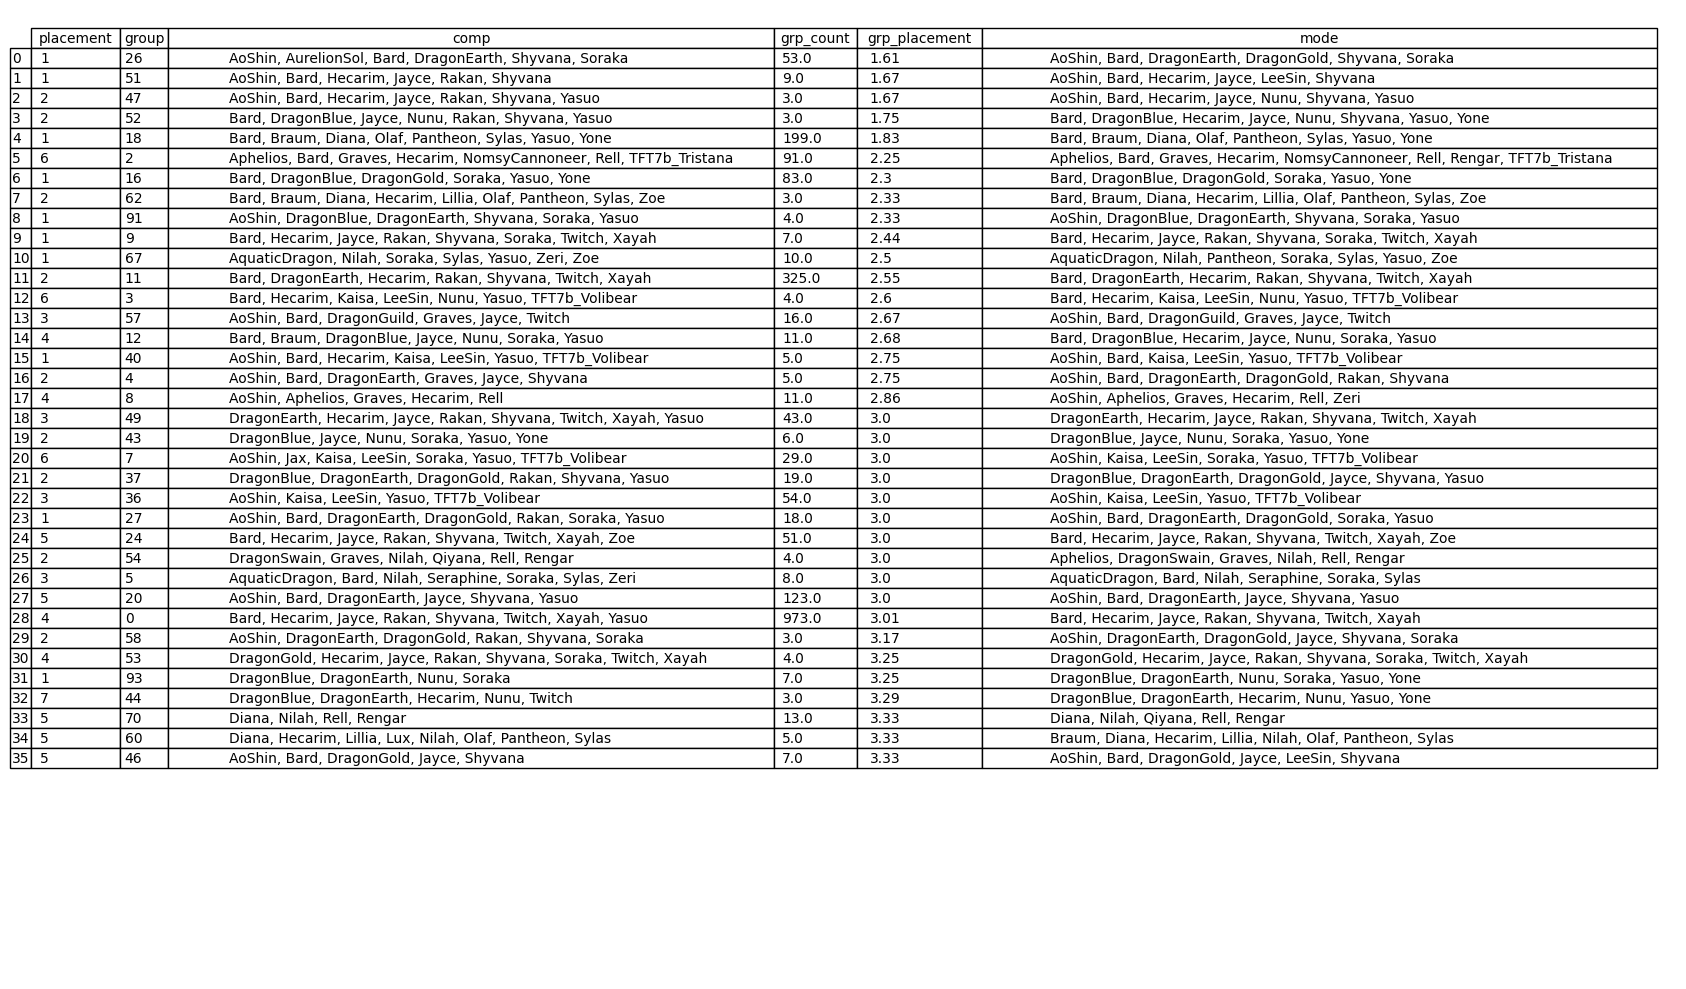 placement group comp grp_count grp_placement mode
0 1 26 AoShin, AurelionSol, Bard, DragonEarth, Shyvana, Soraka 53.0 1.61 AoShin, Bard, DragonEarth, DragonGold, Shyvana, Soraka
1 1 51 AoShin, Bard, Hecarim, Jayce, Rakan, Shyvana 9.0 1.67 AoShin, Bard, Hecarim, Jayce, LeeSin, Shyvana
2 2 47 AoShin, Bard, Hecarim, Jayce, Rakan, Shyvana, Yasuo 3.0 1.67 AoShin, Bard, Hecarim, Jayce, Nunu, Shyvana, Yasuo
3 2 52 Bard, DragonBlue, Jayce, Nunu, Rakan, Shyvana, Yasuo 3.0 1.75 Bard, DragonBlue, Hecarim, Jayce, Nunu, Shyvana, Yasuo, Yone
4 1 18 Bard, Braum, Diana, Olaf, Pantheon, Sylas, Yasuo, Yone 199.0 1.83 Bard, Braum, Diana, Olaf, Pantheon, Sylas, Yasuo, Yone
5 6 2 Aphelios, Bard, Graves, Hecarim, NomsyCannoneer, Rell, TFT7b_Tristana 91.0 2.25 Aphelios, Bard, Graves, Hecarim, NomsyCannoneer, Rell, Rengar, TFT7b_Tristana
6 1 16 Bard, DragonBlue, DragonGold, Soraka, Yasuo, Yone 83.0 2.3 Bard, DragonBlue, DragonGold, Soraka, Yasuo, Yone
7 2 62 Bard, Braum, Diana, Hecarim, Lillia, Olaf, Pantheon, Sylas, Zoe 3.0 2.33 Bard, Braum, Diana, Hecarim, Lillia, Olaf, Pantheon, Sylas, Zoe
8 1 91 AoShin, DragonBlue, DragonEarth, Shyvana, Soraka, Yasuo 4.0 2.33 AoShin, DragonBlue, DragonEarth, Shyvana, Soraka, Yasuo
9 1 9 Bard, Hecarim, Jayce, Rakan, Shyvana, Soraka, Twitch, Xayah 7.0 2.44 Bard, Hecarim, Jayce, Rakan, Shyvana, Soraka, Twitch, Xayah
10 1 67 AquaticDragon, Nilah, Soraka, Sylas, Yasuo, Zeri, Zoe 10.0 2.5 AquaticDragon, Nilah, Pantheon, Soraka, Sylas, Yasuo, Zoe
11 2 11 Bard, DragonEarth, Hecarim, Rakan, Shyvana, Twitch, Xayah 325.0 2.55 Bard, DragonEarth, Hecarim, Rakan, Shyvana, Twitch, Xayah
12 6 3 Bard, Hecarim, Kaisa, LeeSin, Nunu, Yasuo, TFT7b_Volibear 4.0 2.6 Bard, Hecarim, Kaisa, LeeSin, Nunu, Yasuo, TFT7b_Volibear
13 3 57 AoShin, Bard, DragonGuild, Graves, Jayce, Twitch 16.0 2.67 AoShin, Bard, DragonGuild, Graves, Jayce, Twitch
14 4 12 Bard, Braum, DragonBlue, Jayce, Nunu, Soraka, Yasuo 11.0 2.68 Bard, DragonBlue, Hecarim, Jayce, Nunu, Soraka, Yasuo
15 1 40 AoShin, Bard, Hecarim, Kaisa, LeeSin, Yasuo, TFT7b_Volibear 5.0 2.75 AoShin, Bard, Kaisa, LeeSin, Yasuo, TFT7b_Volibear
16 2 4 AoShin, Bard, DragonEarth, Graves, Jayce, Shyvana 5.0 2.75 AoShin, Bard, DragonEarth, DragonGold, Rakan, Shyvana
17 4 8 AoShin, Aphelios, Graves, Hecarim, Rell 11.0 2.86 AoShin, Aphelios, Graves, Hecarim, Rell, Zeri
18 3 49 DragonEarth, Hecarim, Jayce, Rakan, Shyvana, Twitch, Xayah, Yasuo 43.0 3.0 DragonEarth, Hecarim, Jayce, Rakan, Shyvana, Twitch, Xayah
19 2 43 DragonBlue, Jayce, Nunu, Soraka, Yasuo, Yone 6.0 3.0 DragonBlue, Jayce, Nunu, Soraka, Yasuo, Yone
20 6 7 AoShin, Jax, Kaisa, LeeSin, Soraka, Yasuo, TFT7b_Volibear 29.0 3.0 AoShin, Kaisa, LeeSin, Soraka, Yasuo, TFT7b_Volibear
21 2 37 DragonBlue, DragonEarth, DragonGold, Rakan, Shyvana, Yasuo 19.0 3.0 DragonBlue, DragonEarth, DragonGold, Jayce, Shyvana, Yasuo
22 3 36 AoShin, Kaisa, LeeSin, Yasuo, TFT7b_Volibear 54.0 3.0 AoShin, Kaisa, LeeSin, Yasuo, TFT7b_Volibear
23 1 27 AoShin, Bard, DragonEarth, DragonGold, Rakan, Soraka, Yasuo 18.0 3.0 AoShin, Bard, DragonEarth, DragonGold, Soraka, Yasuo
24 5 24 Bard, Hecarim, Jayce, Rakan, Shyvana, Twitch, Xayah, Zoe 51.0 3.0 Bard, Hecarim, Jayce, Rakan, Shyvana, Twitch, Xayah, Zoe
25 2 54 DragonSwain, Graves, Nilah, Qiyana, Rell, Rengar 4.0 3.0 Aphelios, DragonSwain, Graves, Nilah, Rell, Rengar
26 3 5 AquaticDragon, Bard, Nilah, Seraphine, Soraka, Sylas, Zeri 8.0 3.0 AquaticDragon, Bard, Nilah, Seraphine, Soraka, Sylas
27 5 20 AoShin, Bard, DragonEarth, Jayce, Shyvana, Yasuo 123.0 3.0 AoShin, Bard, DragonEarth, Jayce, Shyvana, Yasuo
28 4 0 Bard, Hecarim, Jayce, Rakan, Shyvana, Twitch, Xayah, Yasuo 973.0 3.01 Bard, Hecarim, Jayce, Rakan, Shyvana, Twitch, Xayah
29 2 58 AoShin, DragonEarth, DragonGold, Rakan, Shyvana, Soraka 3.0 3.17 AoShin, DragonEarth, DragonGold, Jayce, Shyvana, Soraka
30 4 53 DragonGold, Hecarim, Jayce, Rakan, Shyvana, Soraka, Twitch, Xayah 4.0 3.25 DragonGold, Hecarim, Jayce, Rakan, Shyvana, Soraka, Twitch, Xayah
31 1 93 DragonBlue, DragonEarth, Nunu, Soraka 7.0 3.25 DragonBlue, DragonEarth, Nunu, Soraka, Yasuo, Yone
32 7 44 DragonBlue, DragonEarth, Hecarim, Nunu, Twitch 3.0 3.29 DragonBlue, DragonEarth, Hecarim, Nunu, Yasuo, Yone
33 5 70 Diana, Nilah, Rell, Rengar 13.0 3.33 Diana, Nilah, Qiyana, Rell, Rengar
34 5 60 Diana, Hecarim, Lillia, Lux, Nilah, Olaf, Pantheon, Sylas 5.0 3.33 Braum, Diana, Hecarim, Lillia, Nilah, Olaf, Pantheon, Sylas
35 5 46 AoShin, Bard, DragonGold, Jayce, Shyvana 7.0 3.33 AoShin, Bard, DragonGold, Jayce, LeeSin, Shyvana